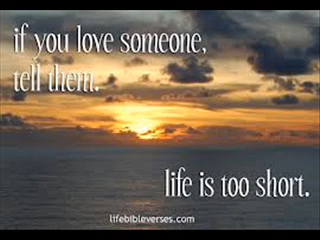 if you love someone,
tell them.
life is too short.
lifebibleverses.com